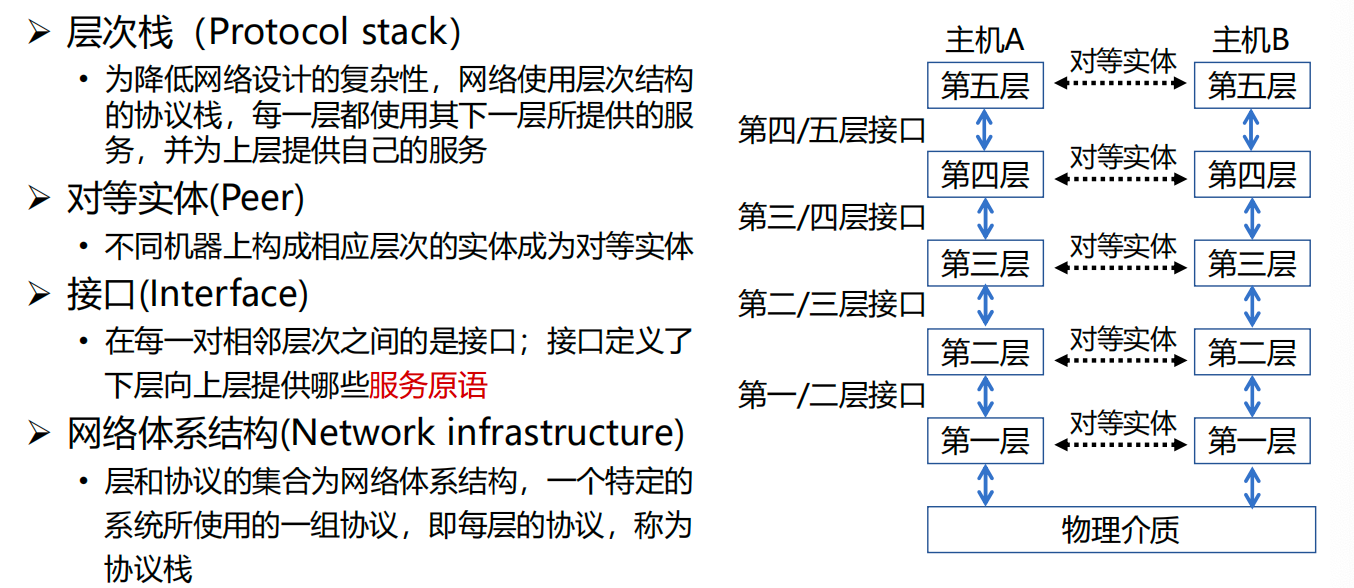 ➢ 层次栈（Protocol stack）
• 为降低网络设计的复杂性，网络使用层次结构
的协议栈，每一层都使用其下一层所提供的服
务，并为上层提供自己的服务
➢ 对等实体(Peer)
• 不同机器上构成相应层次的实体成为对等实体
➢ 接口(Interface)
• 在每一对相邻层次之间的是接口；接口定义了
下层向上层提供哪些服务原语
➢ 网络体系结构(Network infrastructure)
• 层和协议的集合为网络体系结构，一个特定的
系统所使用的一组协议，即每层的协议，称为
协议栈
主机A
主机B
第五层
对等实体
第五层
第四/五层接口
第四层
对等实体
第四层
第三/四层接口
第三层
对等实体
第三层
第二/三层接口
第二层
对等实体
第二层
第一/二层接口
第一层
对等实体
第一层
物理介质